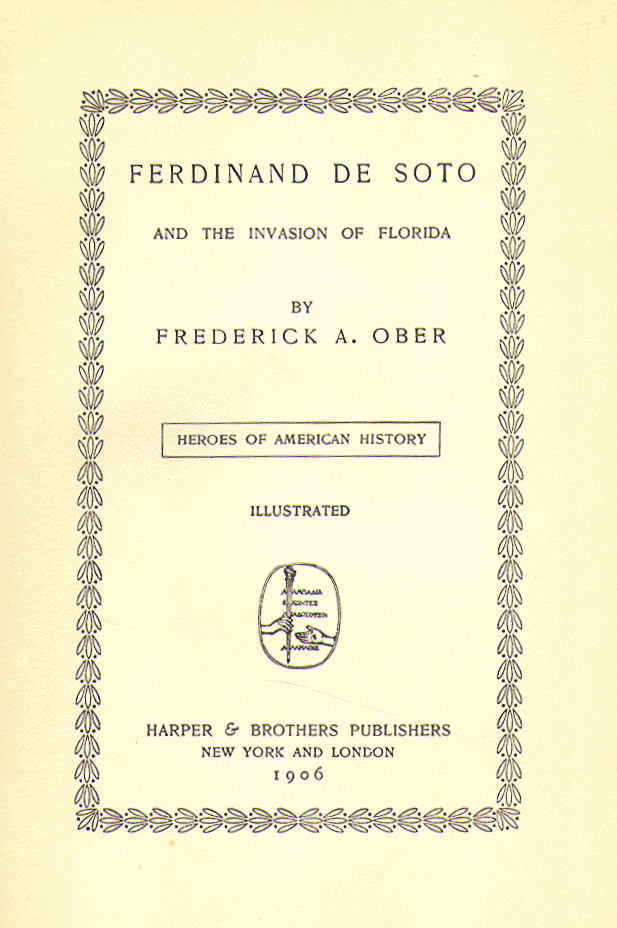 FERDINAND DE SOTO
AND THE INVASION OF FLORIDA
BY
FREDERICK A. OBER
HEROES OF AMERICAN HISTORY
ILLUSTRATED
HARPER & BROTHERS PUBLISHERS
NEW YORK AND LONDON
1906